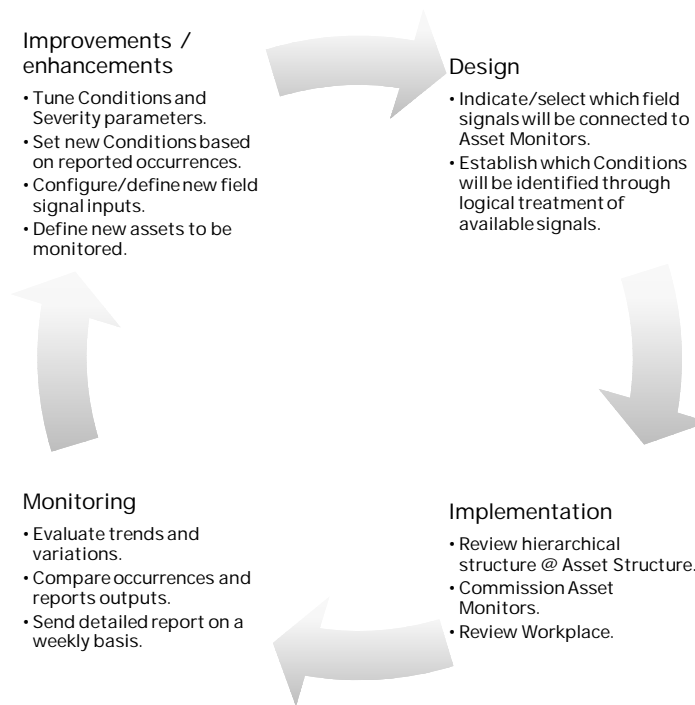 Improvements /
enhancements
• Tune Conditions and
Severity parameters.
• Set new Conditions based
on reported occurrences.
• Configure/define new field
signal inputs.
• Define new assets to be
monitored.
Design
• Indicate/select which field
signals will be connected to
Asset Monitors.
• Establish which Conditions
will be identified through
logical treatment of
available signals.
Monitoring
• Evaluate trends and
variations.
• Compare occurrences and
reports outputs.
• Send detailed report on a
weekly basis.
Implementation
• Review hierarchical
structure @ Asset Structure.
• Commission Asset
Monitors.
• Review Workplace.